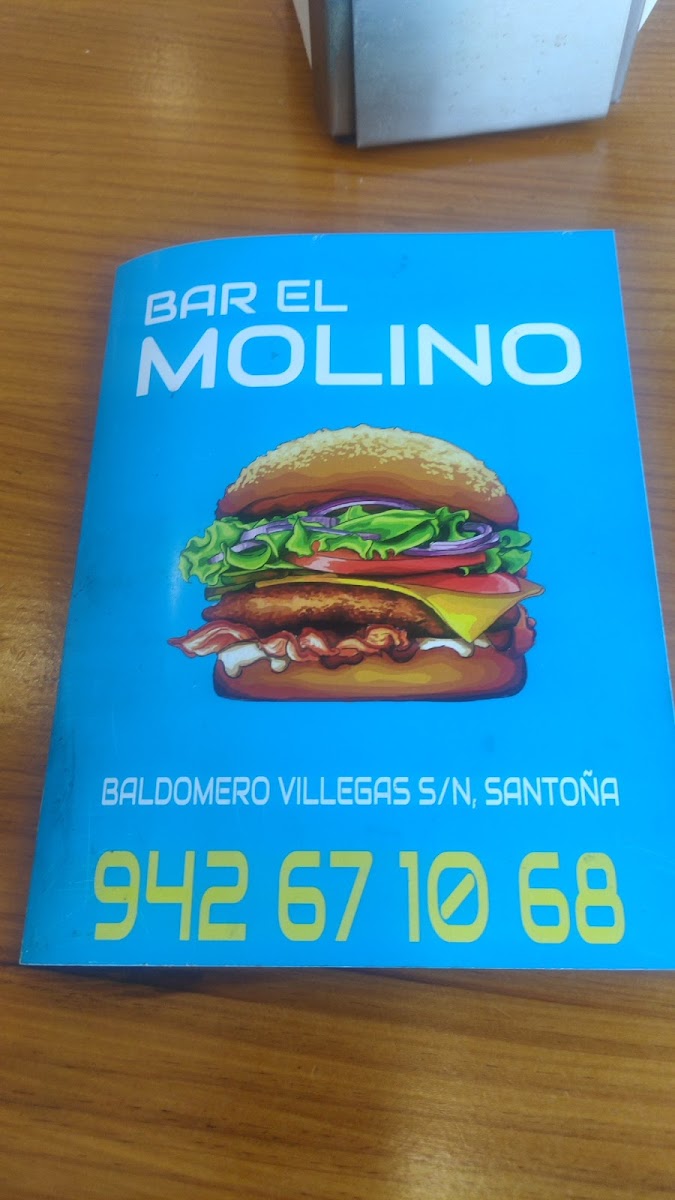 BAR EL
MOLINO
BALDOMERO VILLEGAS S/N, SANTOÑA
942 67 10 68